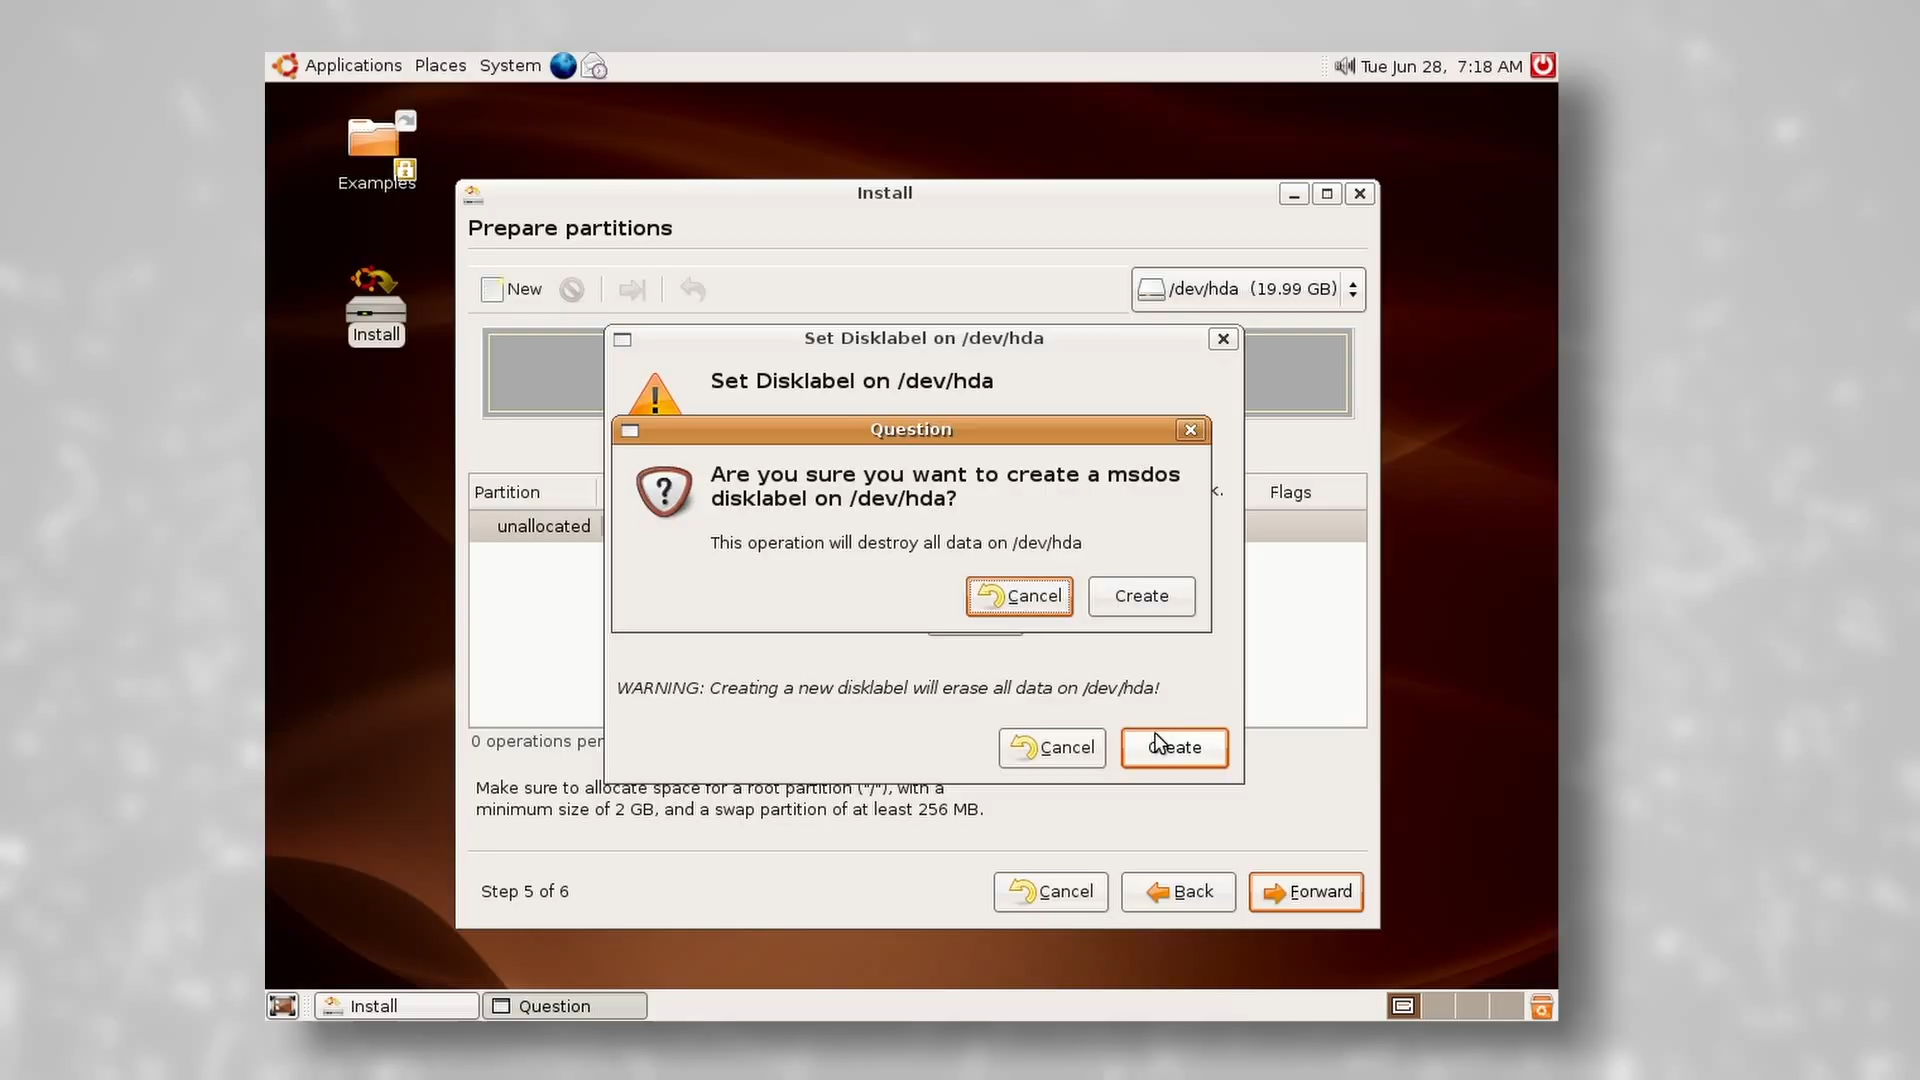 Applications Places System
Tue Jun 28, 7:18 AM
Examples
Install
Install
Prepare partitions
New
/dev/hda (19.99 GB)
Set Disklabel on /dev/hda
Set Disklabel on /dev/hda
Question
Are you sure you want to create a msdos
disklabel on /dev/hda?
This operation will destroy all data on /dev/hda
Cancel Create
Partition
Flags
unallocated
WARNING: Creating a new disklabel will erase all data on /dev/hda!
0 operations per
Cancel Create
Make sure to allocate space for a root partition ("/"), with a
minimum size of 2 GB, and a swap partition of at least 256 MB.
Step 5 of 6
Cancel Back Forward
Install Question